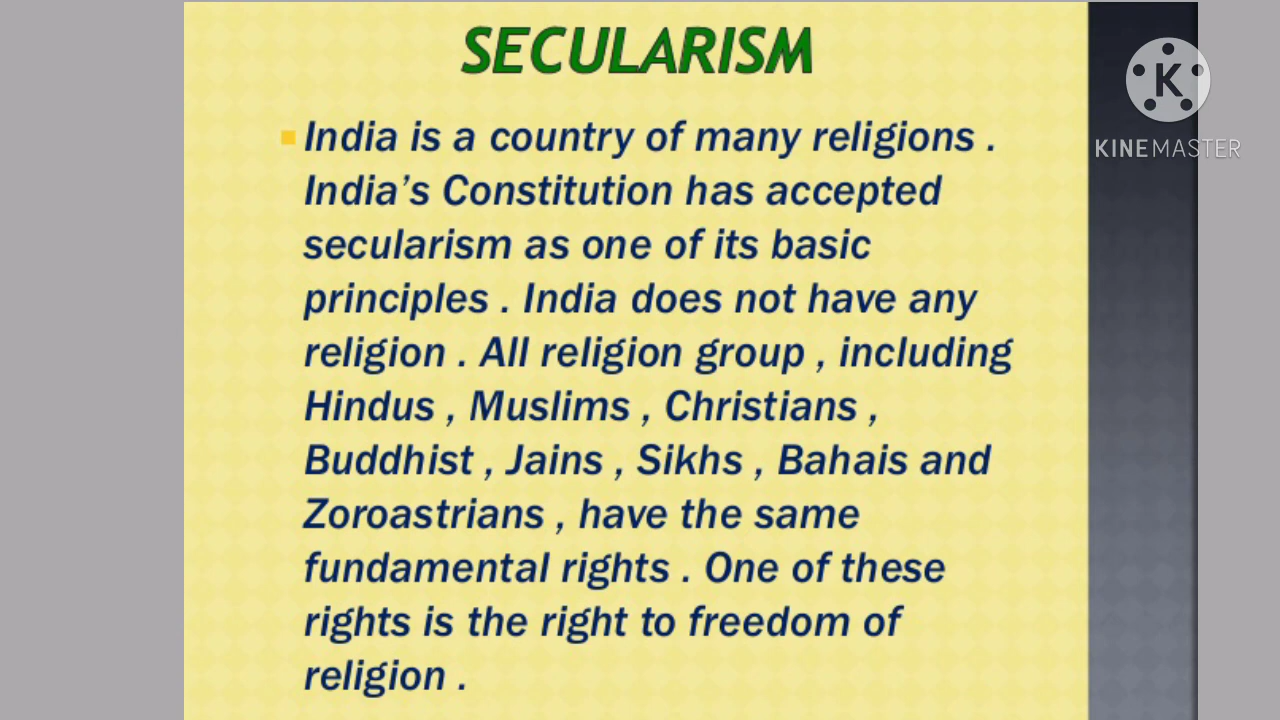 SECULARISM
India is a country of many religions .
India’s Constitution has accepted
secularism as one of its basic
principles . India does not have any
religion . All religion group , including
Hindus , Muslims , Christians ,
Buddhist , Jains , Sikhs , Bahais and
Zoroastrians , have the same
fundamental rights . One of these
rights is the right to freedom of
religion .
K
KINEMASTER